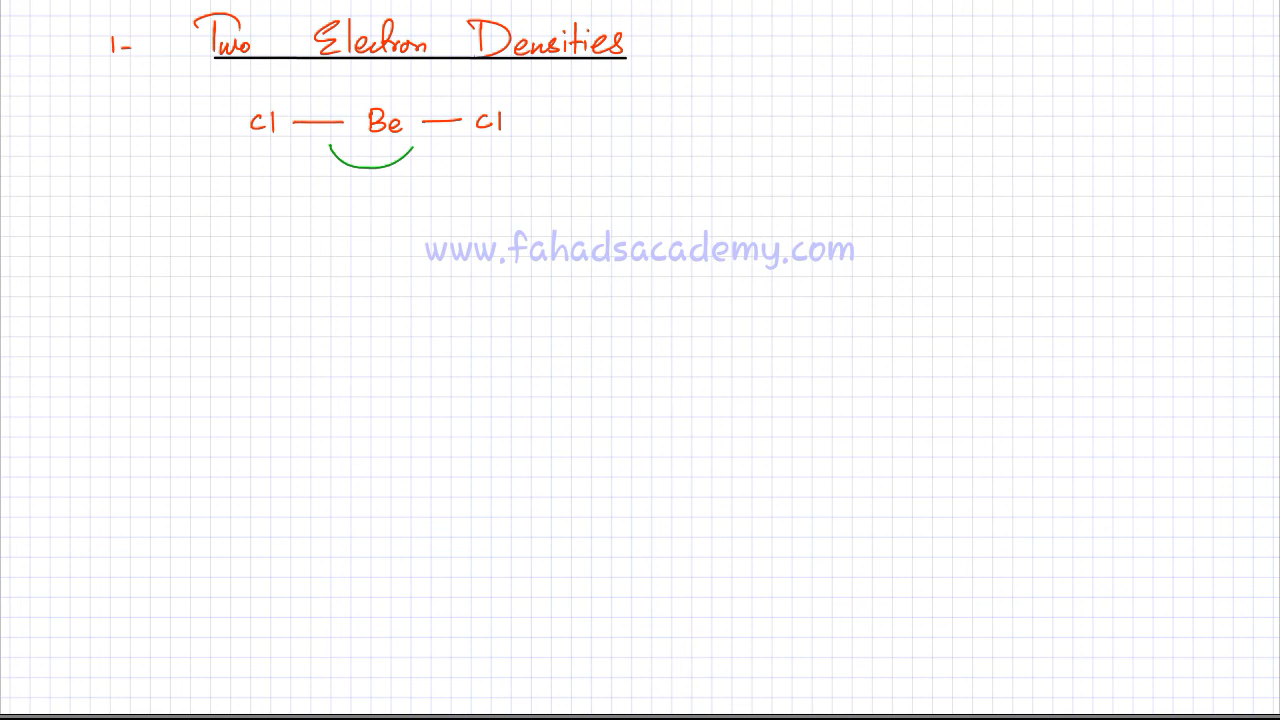 1- Two Electron Densities
Cl — Be — Cl
www.fahadsacademy.com